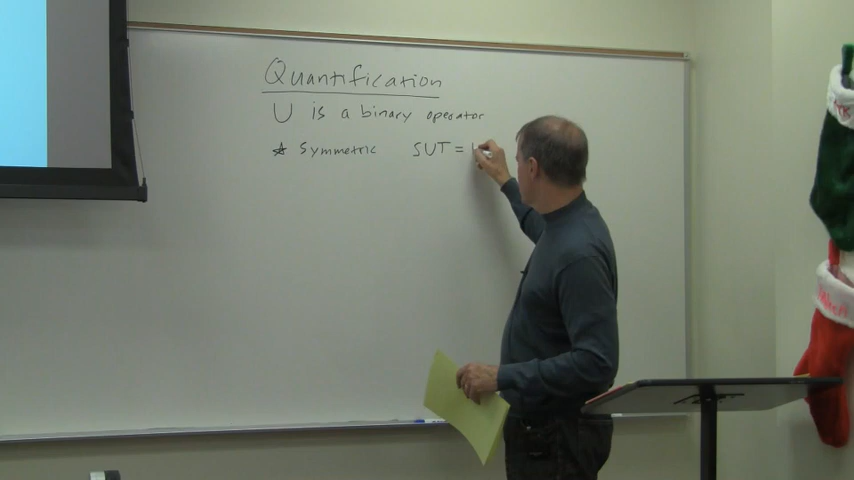 Quantification
U is a binary operator
* Symmetric SUT =